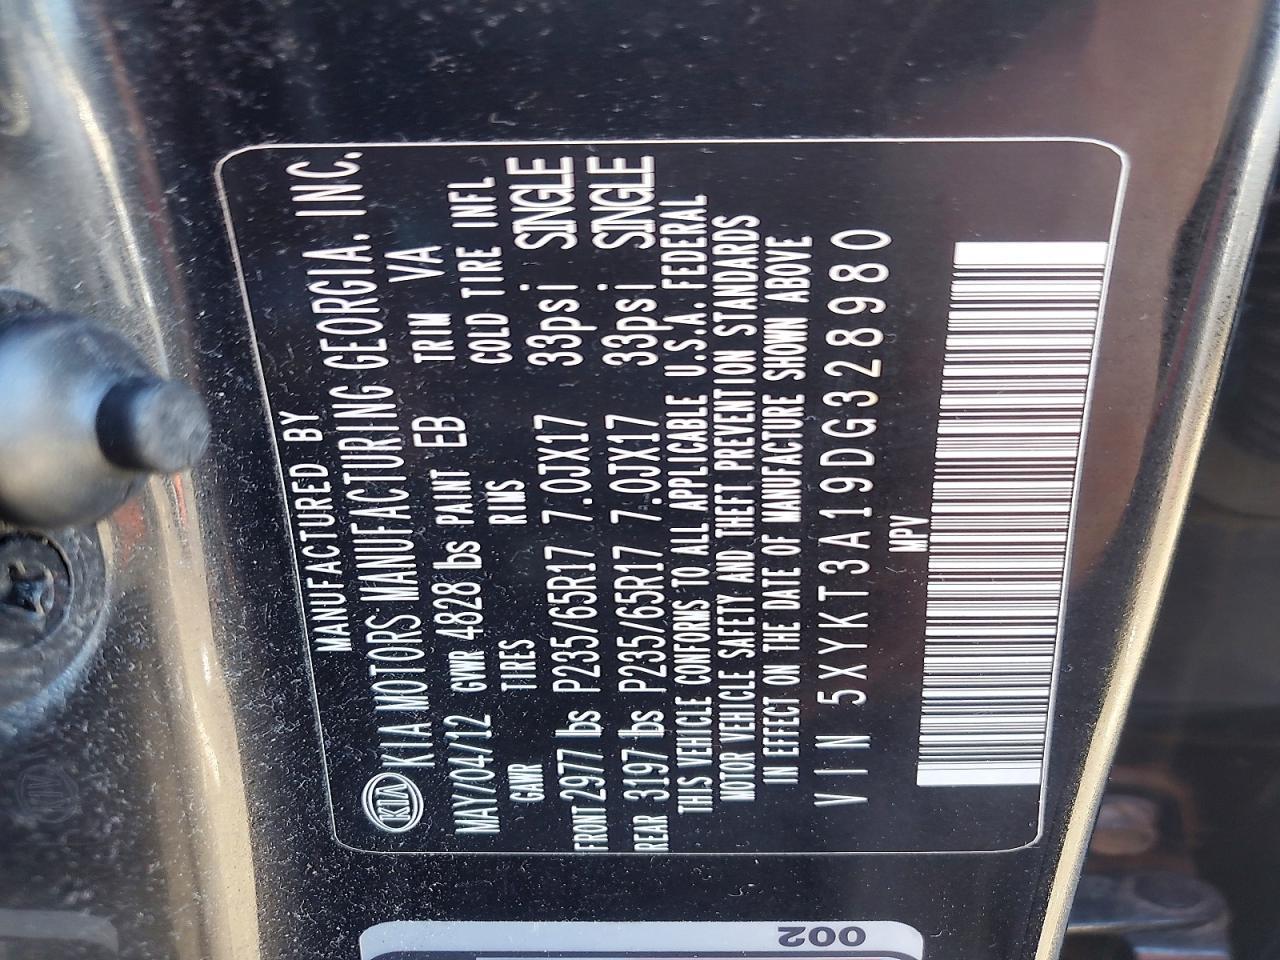 MANUFACTURED BY
KIA KIA MOTORS MANUFACTURING GEORGIA. INC.
MAY/04/12 GVWR 4828 lbs PAINT EB TRIM VA
GAWR TIRES RIMS COLD TIRE INFL
FRONT 2977 lbs P235/65R17 7.0JX17 33psi SINGLE
REAR 3197 lbs P235/65R17 7.0JX17 33psi SINGLE
THIS VEHICLE CONFORMS TO ALL APPLICABLE U.S.A. FEDERAL
MOTOR VEHICLE SAFETY AND THEFT PREVENTION STANDARDS
IN EFFECT ON THE DATE OF MANUFACTURE SHOWN ABOVE
VIN 5XYKT3A19DG328980
MPV
002